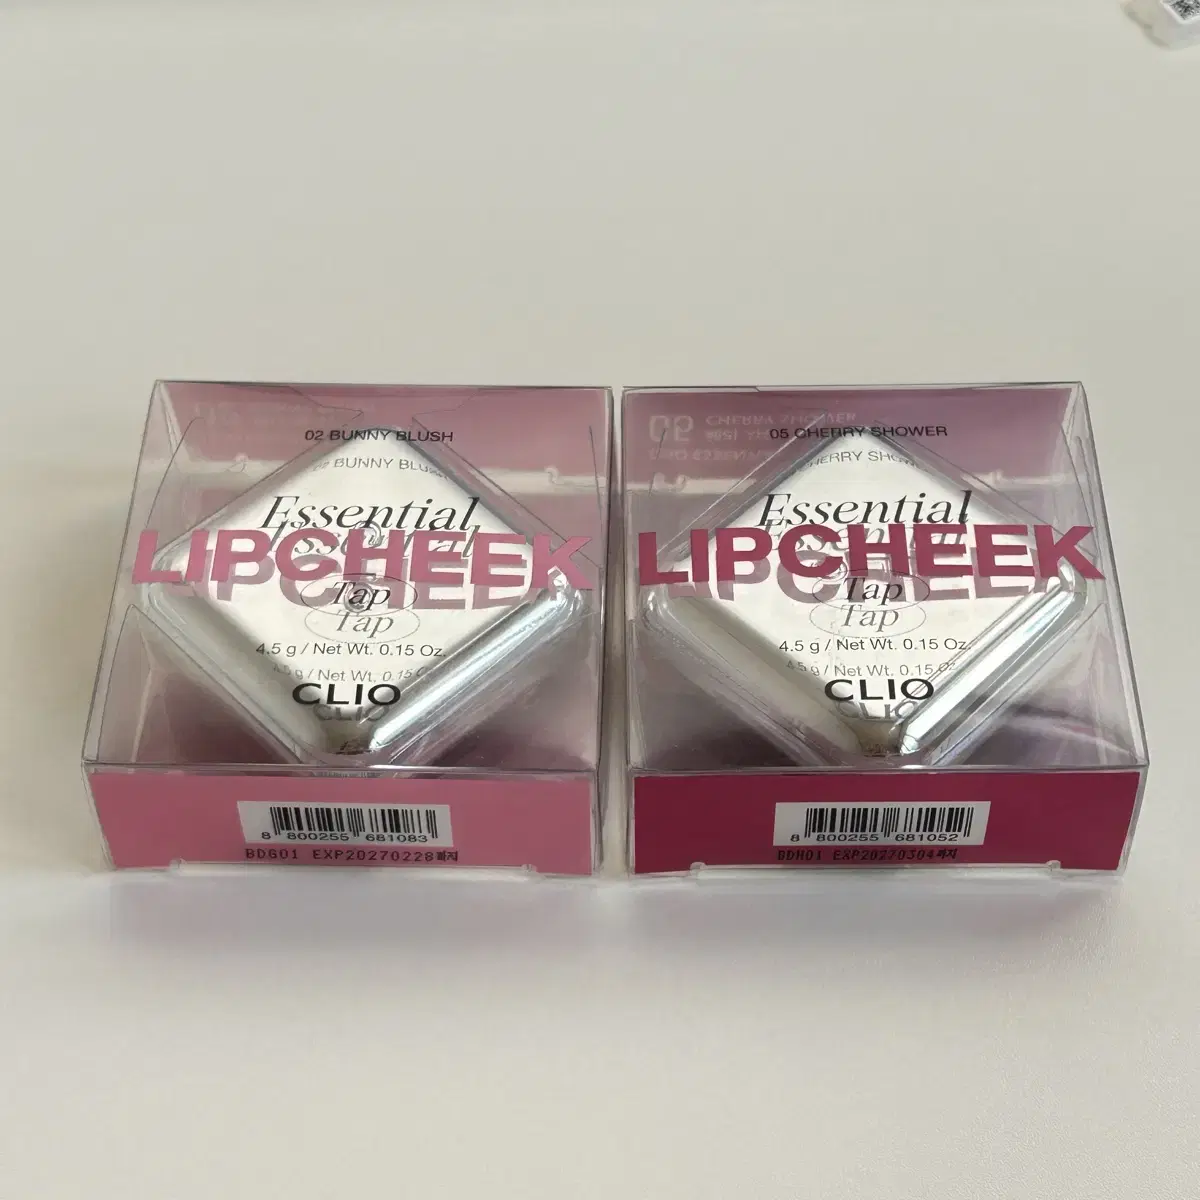 02 BUNNY BLUSH
Essential
LIPCHEEK
Tap
4.5 g / Net Wt. 0.15 Oz.
CLIO
8 800255 681083
BDG01 EXP20270228까지
05 CHERRY SHOWER
Essential
LIPCHEEK
Tap
4.5 g / Net Wt. 0.15 Oz.
CLIO
8 800255 681052
BDH01 EXP20270304까지